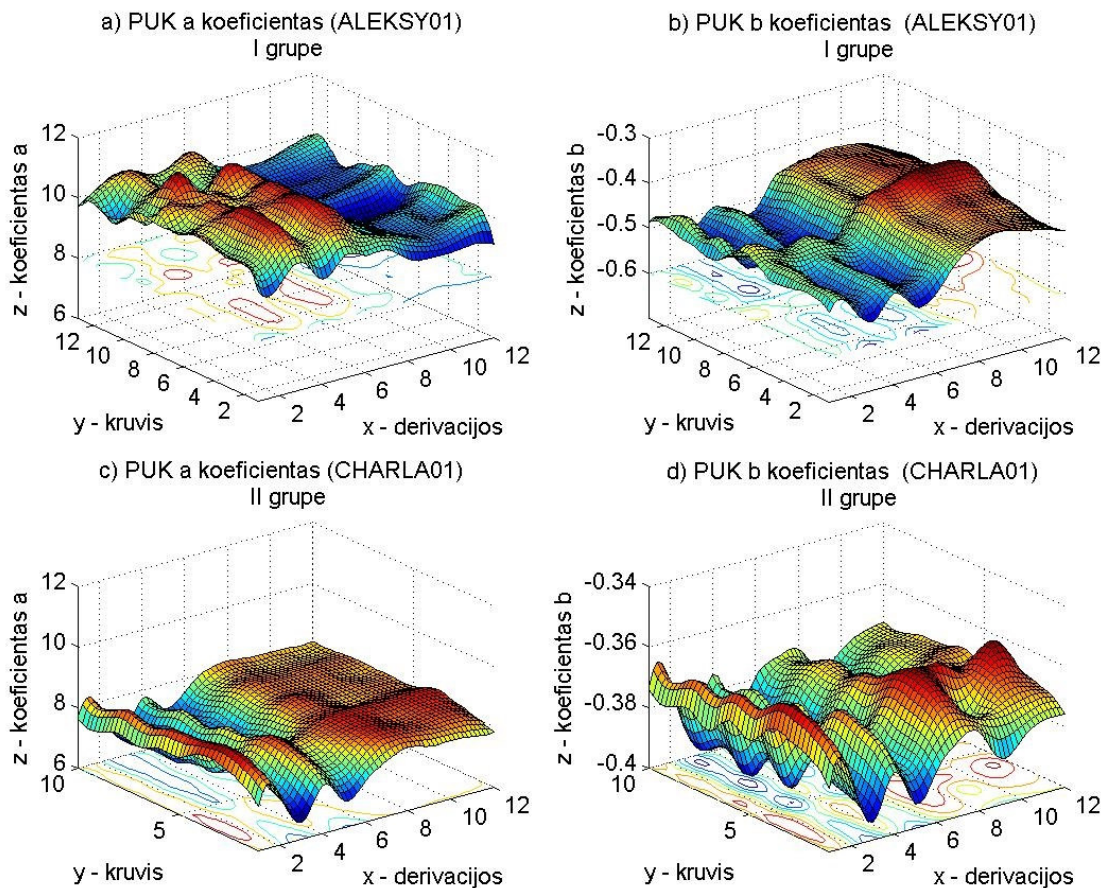 a) PUK a koeficientas (ALEKSY01)
I grupe
12
10
8
6
z - koeficientas a
12
10
8
6
4
2
y - kruvis
2
4
6
8
10
12
x - derivacijos
b) PUK b koeficientas (ALEKSY01)
I grupe
-0.3
-0.4
-0.5
-0.6
z - koeficientas b
12
10
8
6
4
2
y - kruvis
2
4
6
8
10
12
x - derivacijos
c) PUK a koeficientas (CHARLA01)
II grupe
12
10
8
6
z - koeficientas a
10
5
y - kruvis
2
4
6
8
10
12
x - derivacijos
d) PUK b koeficientas (CHARLA01)
II grupe
-0.34
-0.36
-0.38
-0.4
z - koeficientas b
10
5
y - kruvis
2
4
6
8
10
12
x - derivacijos